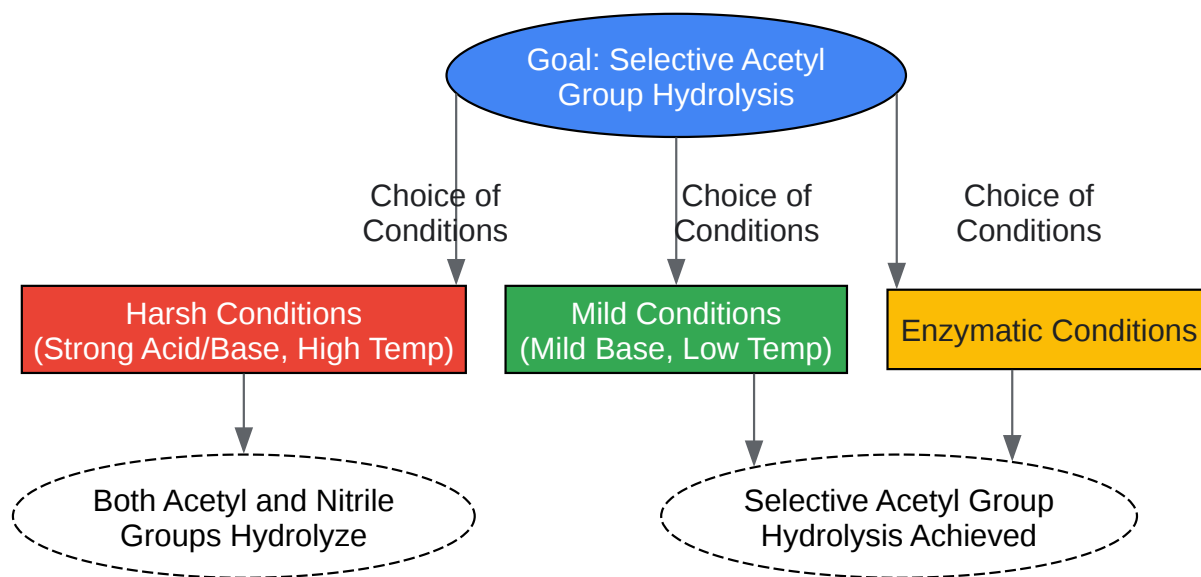 Goal: Selective Acetyl
Group Hydrolysis
Choice of
Conditions
Choice of
Conditions
Choice of
Conditions
Harsh Conditions
(Strong Acid/Base, High Temp)
Mild Conditions
(Mild Base, Low Temp)
Enzymatic Conditions
Both Acetyl and Nitrile
Groups Hydrolyze
Selective Acetyl Group
Hydrolysis Achieved